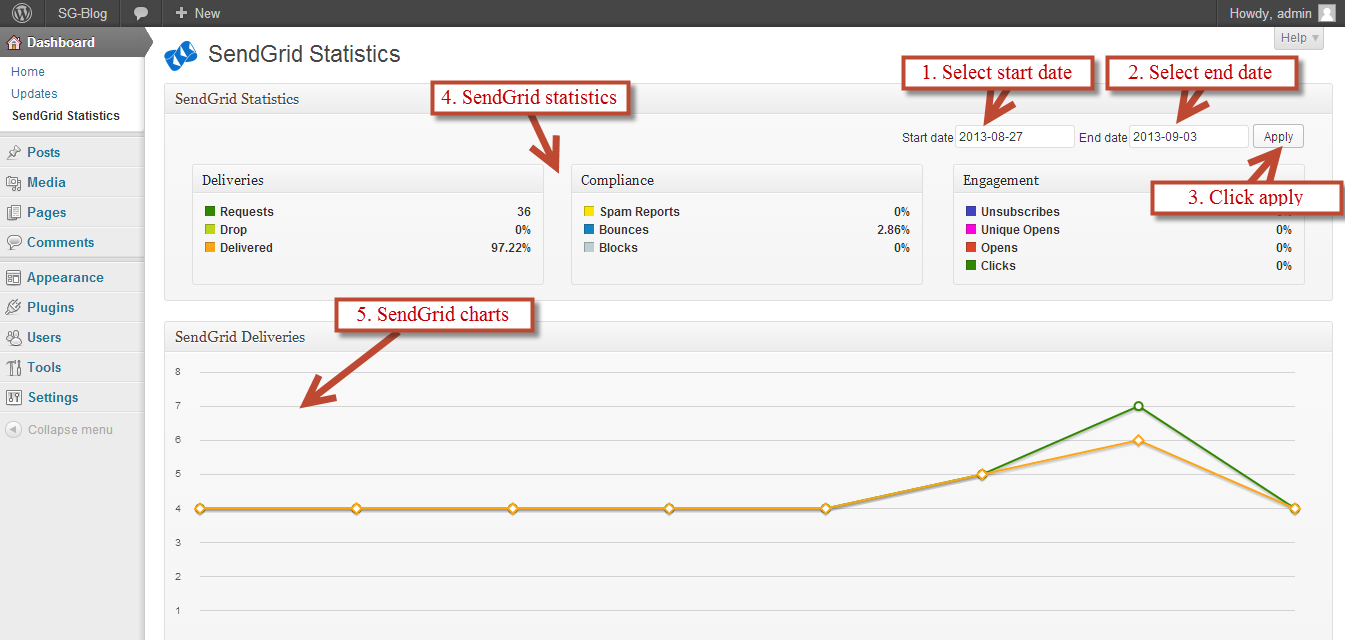 SG-Blog
New
Howdy, admin
Help
Dashboard
Home
Updates
SendGrid Statistics
Posts
Media
Pages
Comments
Appearance
Plugins
Users
Tools
Settings
Collapse menu
SendGrid Statistics
1. Select start date
2. Select end date
SendGrid Statistics
4. SendGrid statistics
Start date 2013-08-27 End date 2013-09-03 Apply
3. Click apply
Deliveries
Requests 36
Drop 0%
Delivered 97.22%
Compliance
Spam Reports 0%
Bounces 2.86%
Blocks 0%
Engagement
Unsubscribes
Unique Opens 0%
Opens 0%
Clicks 0%
5. SendGrid charts
SendGrid Deliveries
8
7
6
5
4
3
2
1